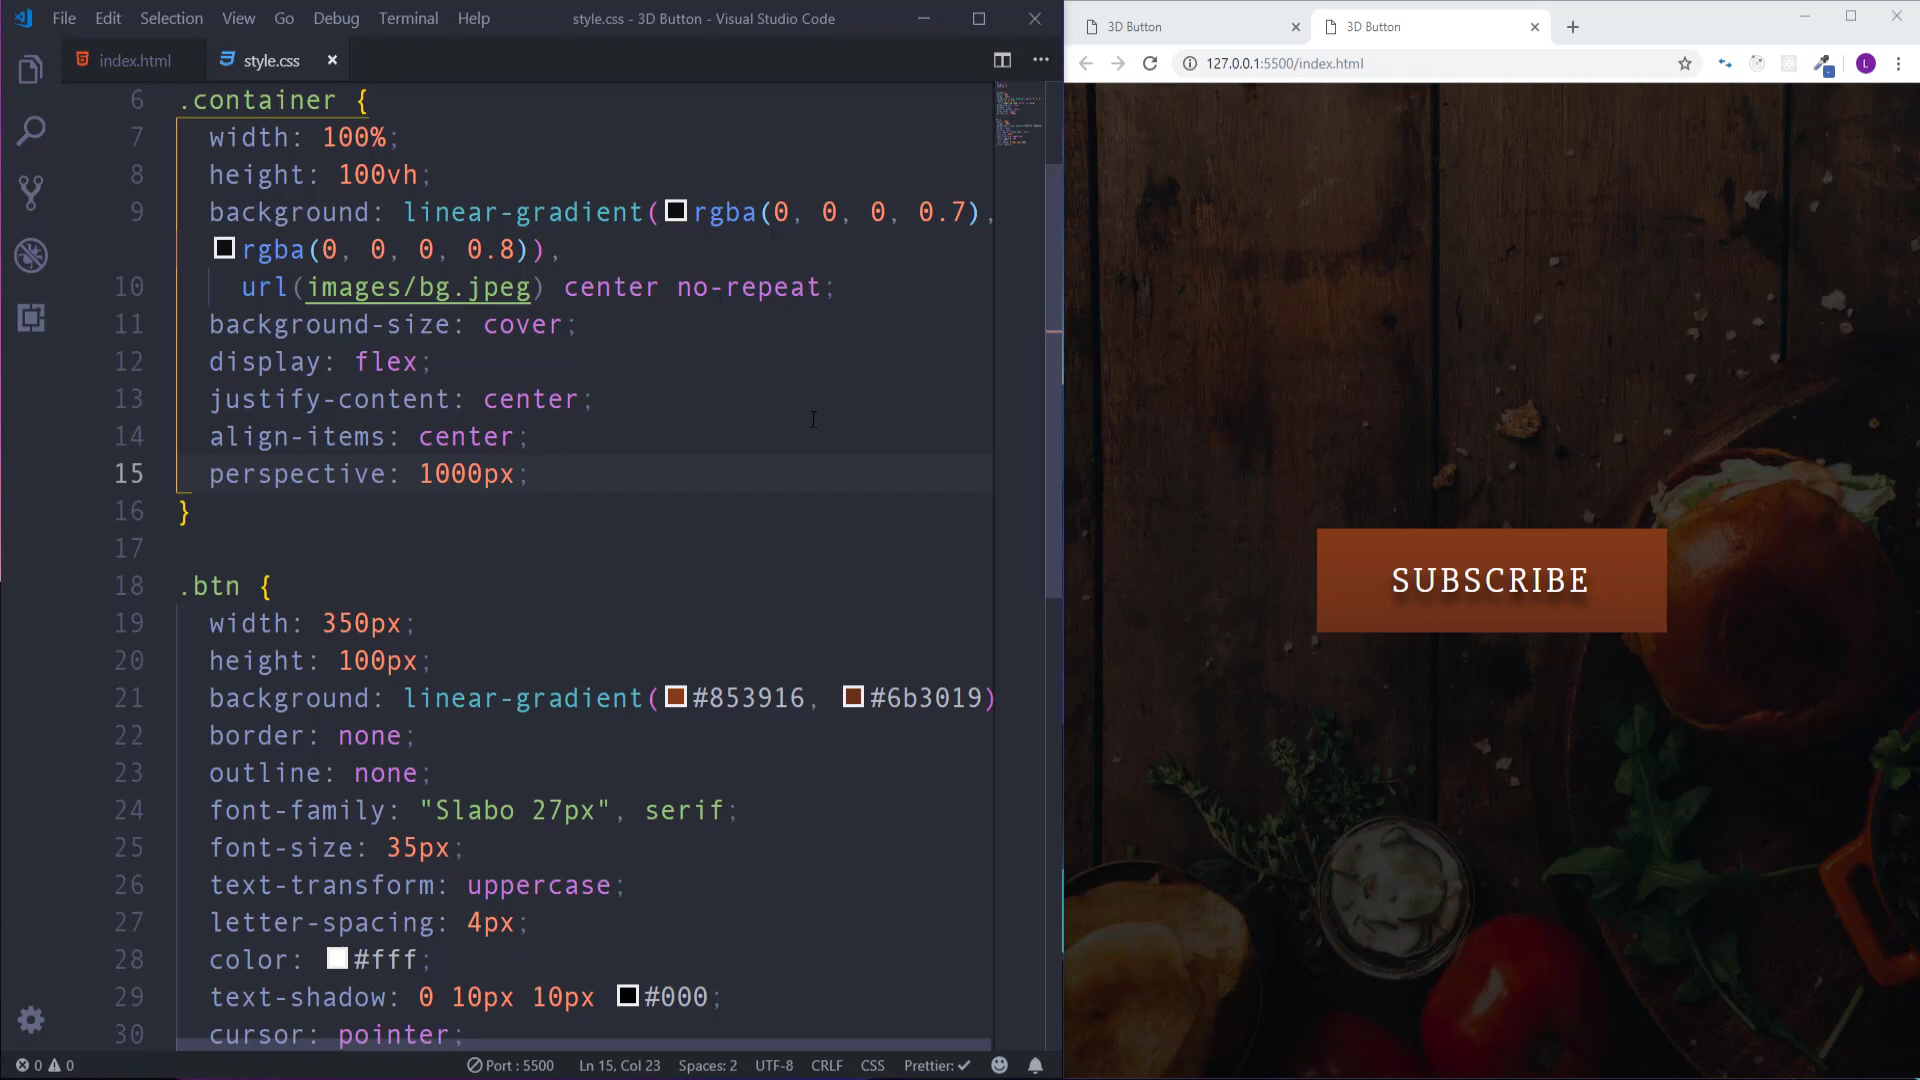 File Edit Selection View Go Debug Terminal Help
style.css - 3D Button - Visual Studio Code
index.html
style.css
6 .container {
7 width: 100%;
8 height: 100vh;
9 background: linear-gradient(rgba(0, 0, 0, 0.7),
rgba(0, 0, 0, 0.8)),
10 url(images/bg.jpeg) center no-repeat;
11 background-size: cover;
12 display: flex;
13 justify-content: center;
14 align-items: center;
15 perspective: 1000px;
16 }
17
18 .btn {
19 width: 350px;
20 height: 100px;
21 background: linear-gradient(#853916, #6b3019)
22 border: none;
23 outline: none;
24 font-family: "Slabo 27px", serif;
25 font-size: 35px;
26 text-transform: uppercase;
27 letter-spacing: 4px;
28 color: #fff;
29 text-shadow: 0 10px 10px #000;
30 cursor: pointer;
0 0 Port : 5500 Ln 15, Col 23 Spaces: 2 UTF-8 CRLF CSS Prettier: ✓
3D Button
3D Button
127.0.0.1:5500/index.html
L
SUBSCRIBE